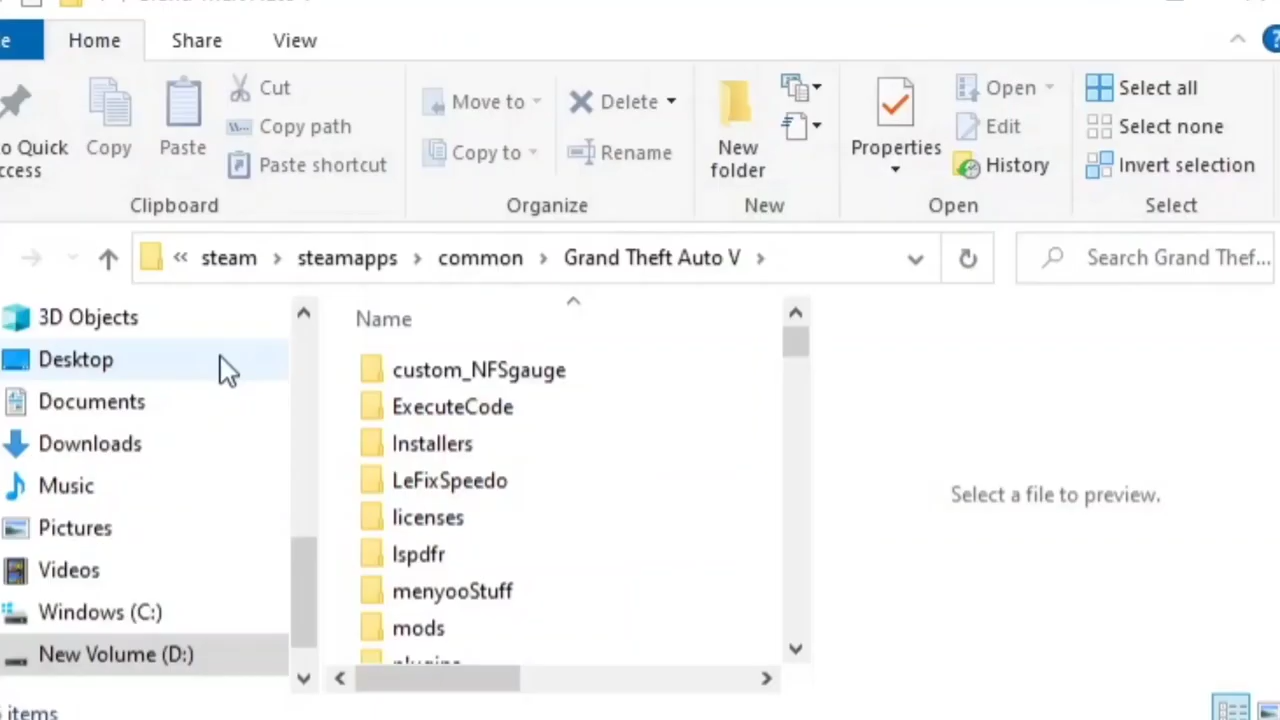 Home Share View
Cut
Copy path
Paste shortcut
o Quick
ccess
Copy
Paste
Clipboard
Move to
Copy to
Delete
Rename
Organize
New
folder
New
Properties
Open
Edit
History
Open
Select all
Select none
Invert selection
Select
« steam > steamapps > common > Grand Theft Auto V >
Search Grand Thef...
3D Objects
Desktop
Documents
Downloads
Music
Pictures
Videos
Windows (C:)
New Volume (D:)
Name
custom_NFSgauge
ExecuteCode
Installers
LeFixSpeedo
licenses
lspdfr
menyooStuff
mods
Select a file to preview.
items